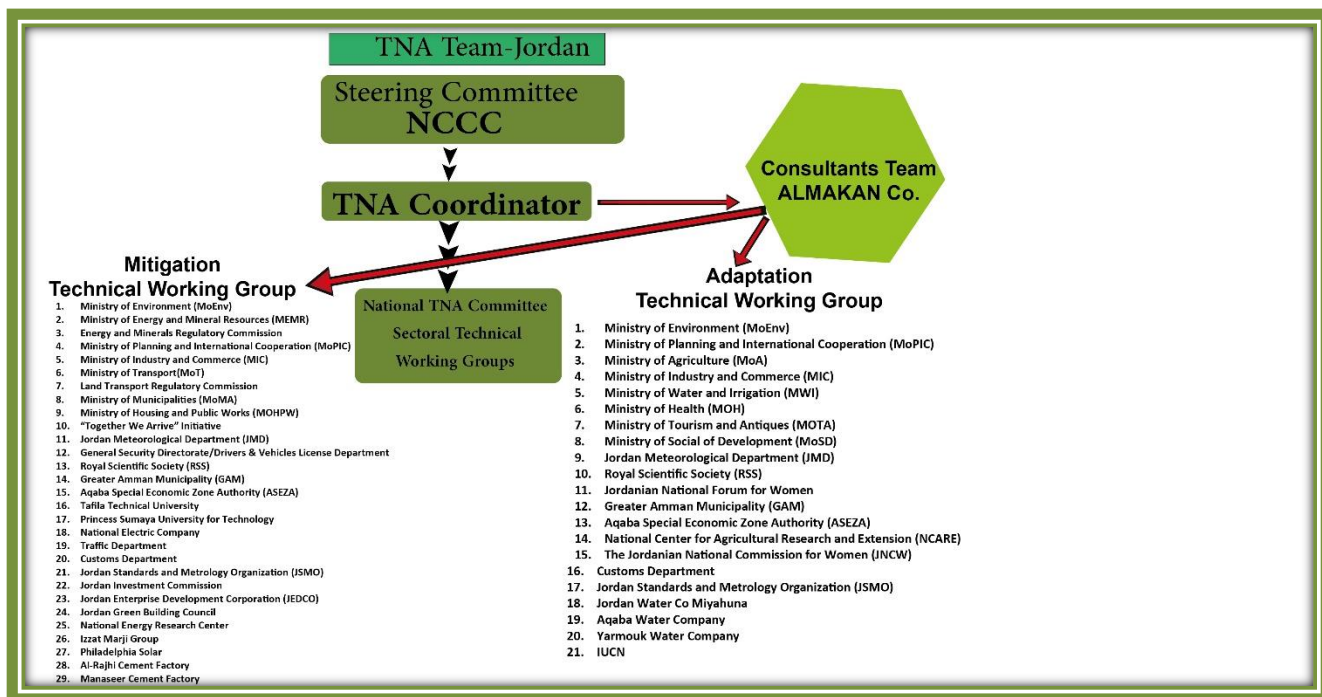 TNA Team-Jordan
Steering Committee
NCCC
TNA Coordinator
Consultants Team
ALMAKAN Co.
National TNA Committee
Sectoral Technical
Working Groups
Mitigation
Technical Working Group
1. Ministry of Environment (MoEnv)
2. Ministry of Energy and Mineral Resources (MEMR)
3. Energy and Minerals Regulatory Commission
4. Ministry of Planning and International Cooperation (MoPIC)
5. Ministry of Industry and Commerce (MIC)
6. Ministry of Transport(MoT)
7. Land Transport Regulatory Commission
8. Ministry of Municipalities (MoMA)
9. Ministry of Housing and Public Works (MOHPW)
10. “Together We Arrive” Initiative
11. Jordan Meteorological Department (JMD)
12. General Security Directorate/Drivers & Vehicles License Department
13. Royal Scientific Society (RSS)
14. Greater Amman Municipality (GAM)
15. Aqaba Special Economic Zone Authority (ASEZA)
16. Tafila Technical University
17. Princess Sumaya University for Technology
18. National Electric Company
19. Traffic Department
20. Customs Department
21. Jordan Standards and Metrology Organization (JSMO)
22. Jordan Investment Commission
23. Jordan Enterprise Development Corporation (JEDCO)
24. Jordan Green Building Council
25. National Energy Research Center
26. Izzat Marji Group
27. Philadelphia Solar
28. Al-Rajhi Cement Factory
29. Manaseer Cement Factory
Adaptation
Technical Working Group
1. Ministry of Environment (MoEnv)
2. Ministry of Planning and International Cooperation (MoPIC)
3. Ministry of Agriculture (MoA)
4. Ministry of Industry and Commerce (MIC)
5. Ministry of Water and Irrigation (MWI)
6. Ministry of Health (MOH)
7. Ministry of Tourism and Antiques (MOTA)
8. Ministry of Social of Development (MoSD)
9. Jordan Meteorological Department (JMD)
10. Royal Scientific Society (RSS)
11. Jordanian National Forum for Women
12. Greater Amman Municipality (GAM)
13. Aqaba Special Economic Zone Authority (ASEZA)
14. National Center for Agricultural Research and Extension (NCARE)
15. The Jordanian National Commission for Women (JNCW)
16. Customs Department
17. Jordan Standards and Metrology Organization (JSMO)
18. Jordan Water Co Miyahuna
19. Aqaba Water Company
20. Yarmouk Water Company
21. IUCN